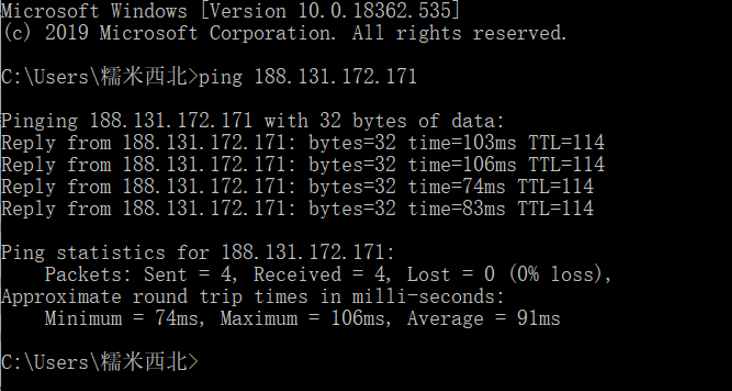 Microsoft Windows [Version 10.0.18362.535]
(c) 2019 Microsoft Corporation. All rights reserved.
C:\Users\糯米西北>ping 188.131.172.171
Pinging 188.131.172.171 with 32 bytes of data:
Reply from 188.131.172.171: bytes=32 time=103ms TTL=114
Reply from 188.131.172.171: bytes=32 time=106ms TTL=114
Reply from 188.131.172.171: bytes=32 time=74ms TTL=114
Reply from 188.131.172.171: bytes=32 time=83ms TTL=114
Ping statistics for 188.131.172.171:
    Packets: Sent = 4, Received = 4, Lost = 0 (0% loss),
Approximate round trip times in milli-seconds:
    Minimum = 74ms, Maximum = 106ms, Average = 91ms
C:\Users\糯米西北>